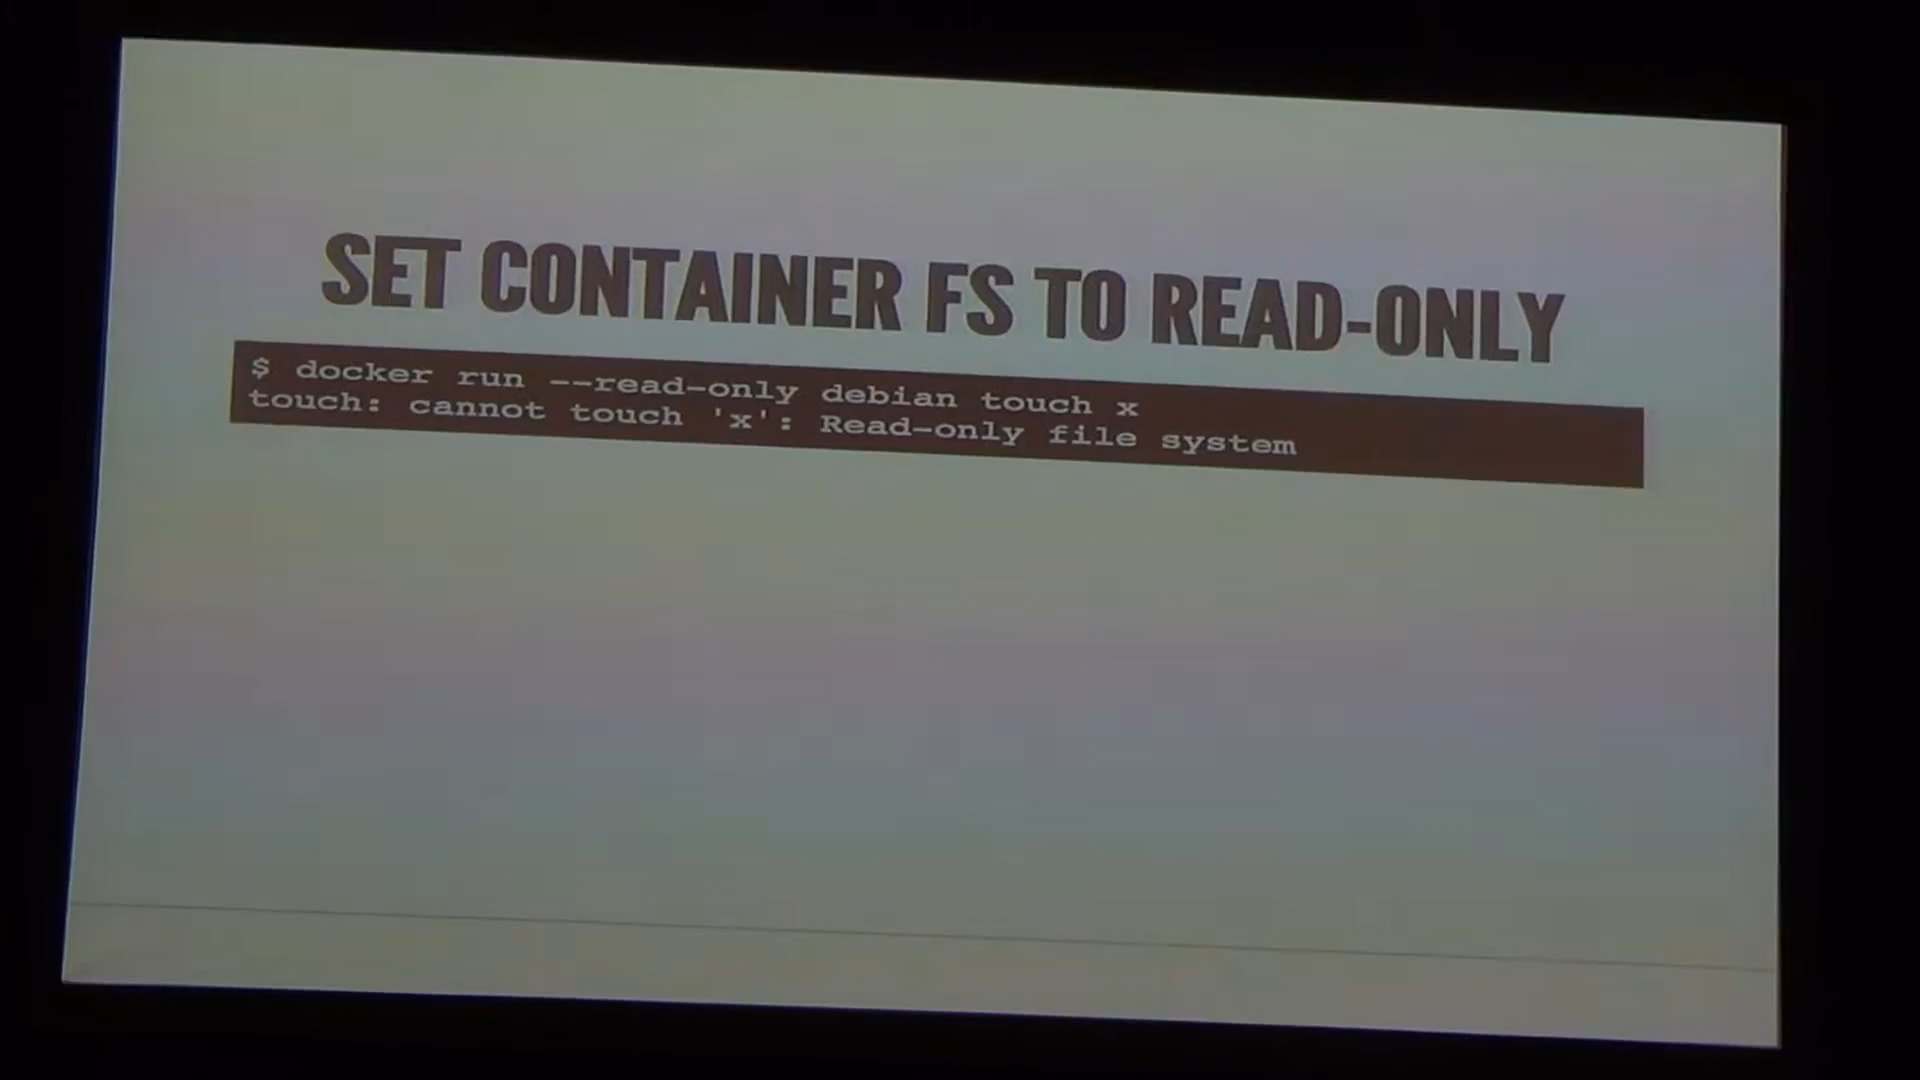 SET CONTAINER FS TO READ-ONLY
$ docker run --read-only debian touch x
touch: cannot touch 'x': Read-only file system